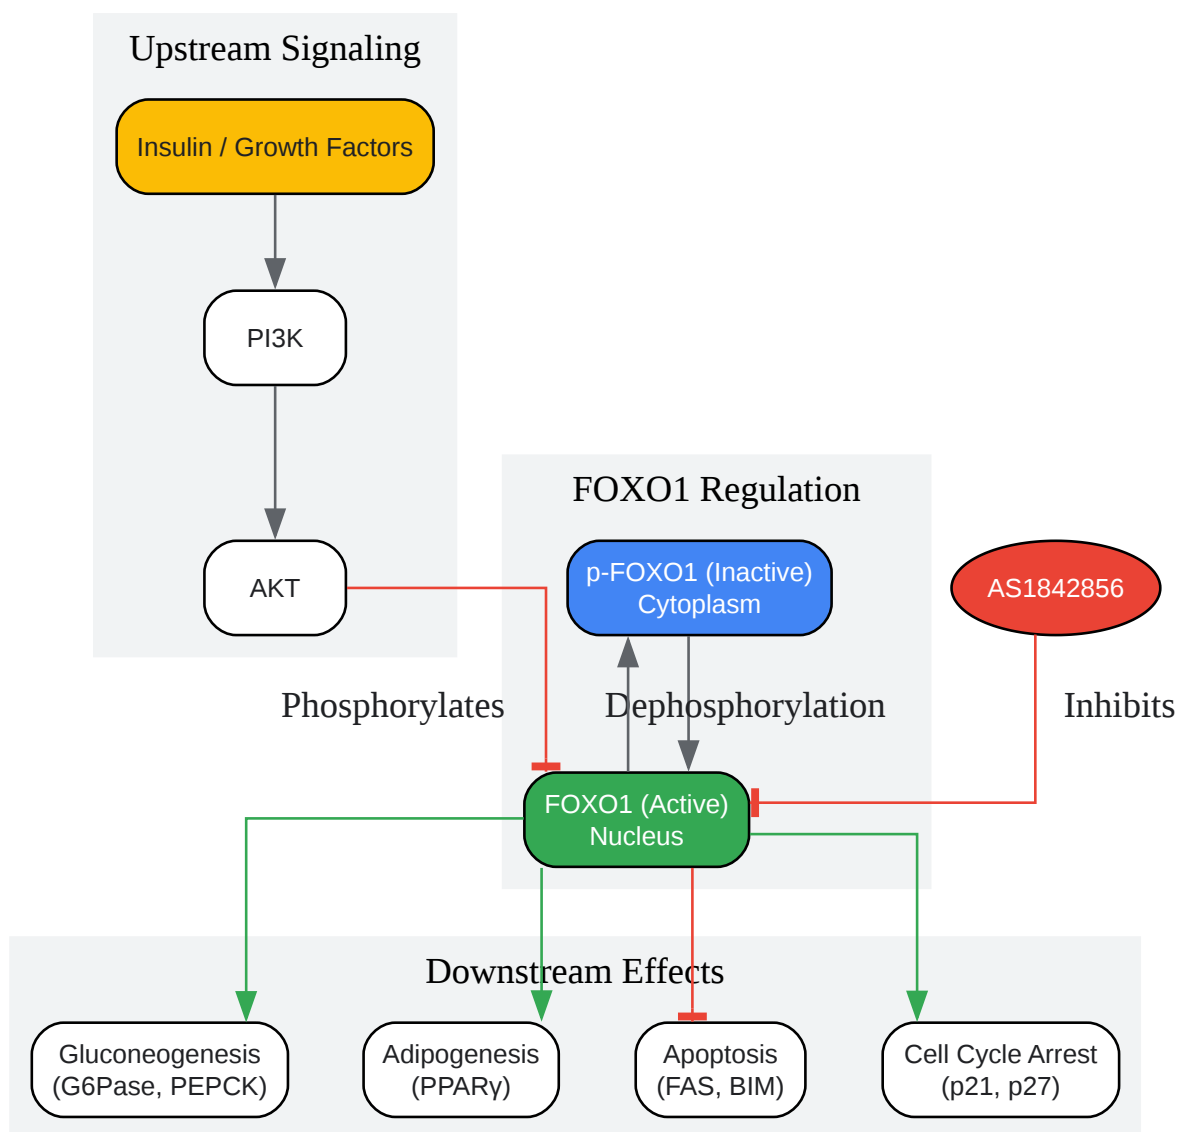 Upstream Signaling
Insulin / Growth Factors
PI3K
AKT
FOXO1 Regulation
p-FOXO1 (Inactive)
Cytoplasm
AS1842856
Phosphorylates
Dephosphorylation
Inhibits
FOXO1 (Active)
Nucleus
Downstream Effects
Gluconeogenesis
(G6Pase, PEPCK)
Adipogenesis
(PPARγ)
Apoptosis
(FAS, BIM)
Cell Cycle Arrest
(p21, p27)